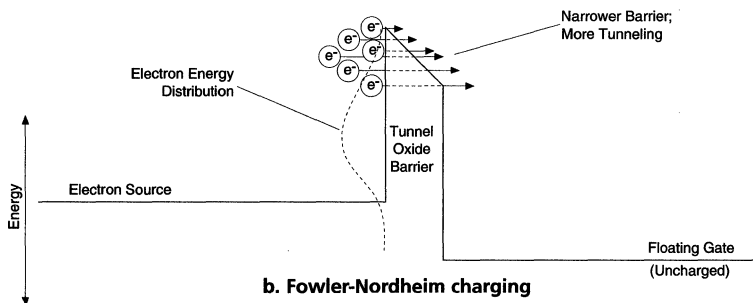 e⁻
e⁻
e⁻
e⁻
e⁻
e⁻
Narrower Barrier;
More Tunneling
Electron Energy
Distribution
Tunnel
Oxide
Barrier
Energy
Electron Source
Floating Gate
(Uncharged)
b. Fowler-Nordheim charging